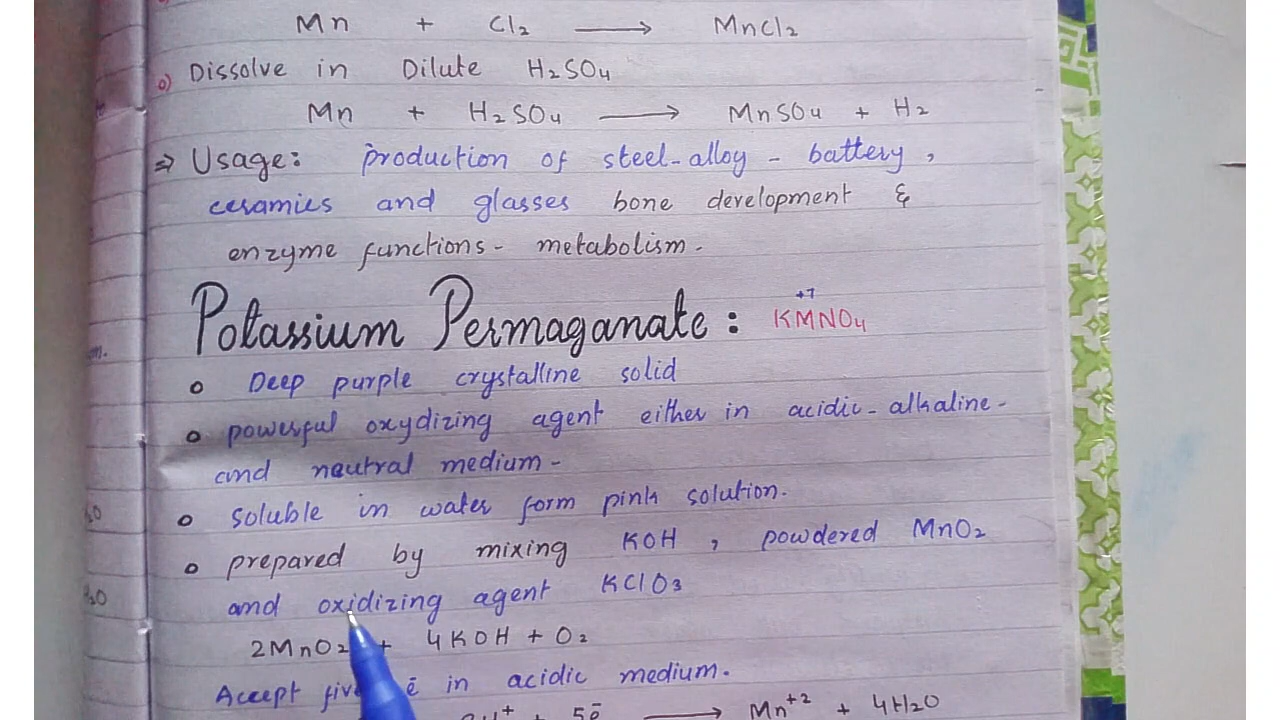 Mn + Cl₂ ⟶ MnCl₂
o) Dissolve in Dilute H₂SO₄
Mn + H₂SO₄ ⟶ MnSO₄ + H₂
⇒ Usage: production of steel-alloy - battery,
ceramics and glasses bone development &
enzyme functions - metabolism.
+7
Potassium Permaganate: KMNO₄
o Deep purple crystalline solid
o powerful oxydizing agent either in acidic-alkaline-
and neutral medium-
o soluble in water form pink solution.
o prepared by mixing KOH, powdered MnO₂
and oxidizing agent KClO₃
2MnO₂ + 4KOH + O₂
Accept five ē in acidic medium.
+ 5ē ⟶ Mn⁺² + 4H₂O